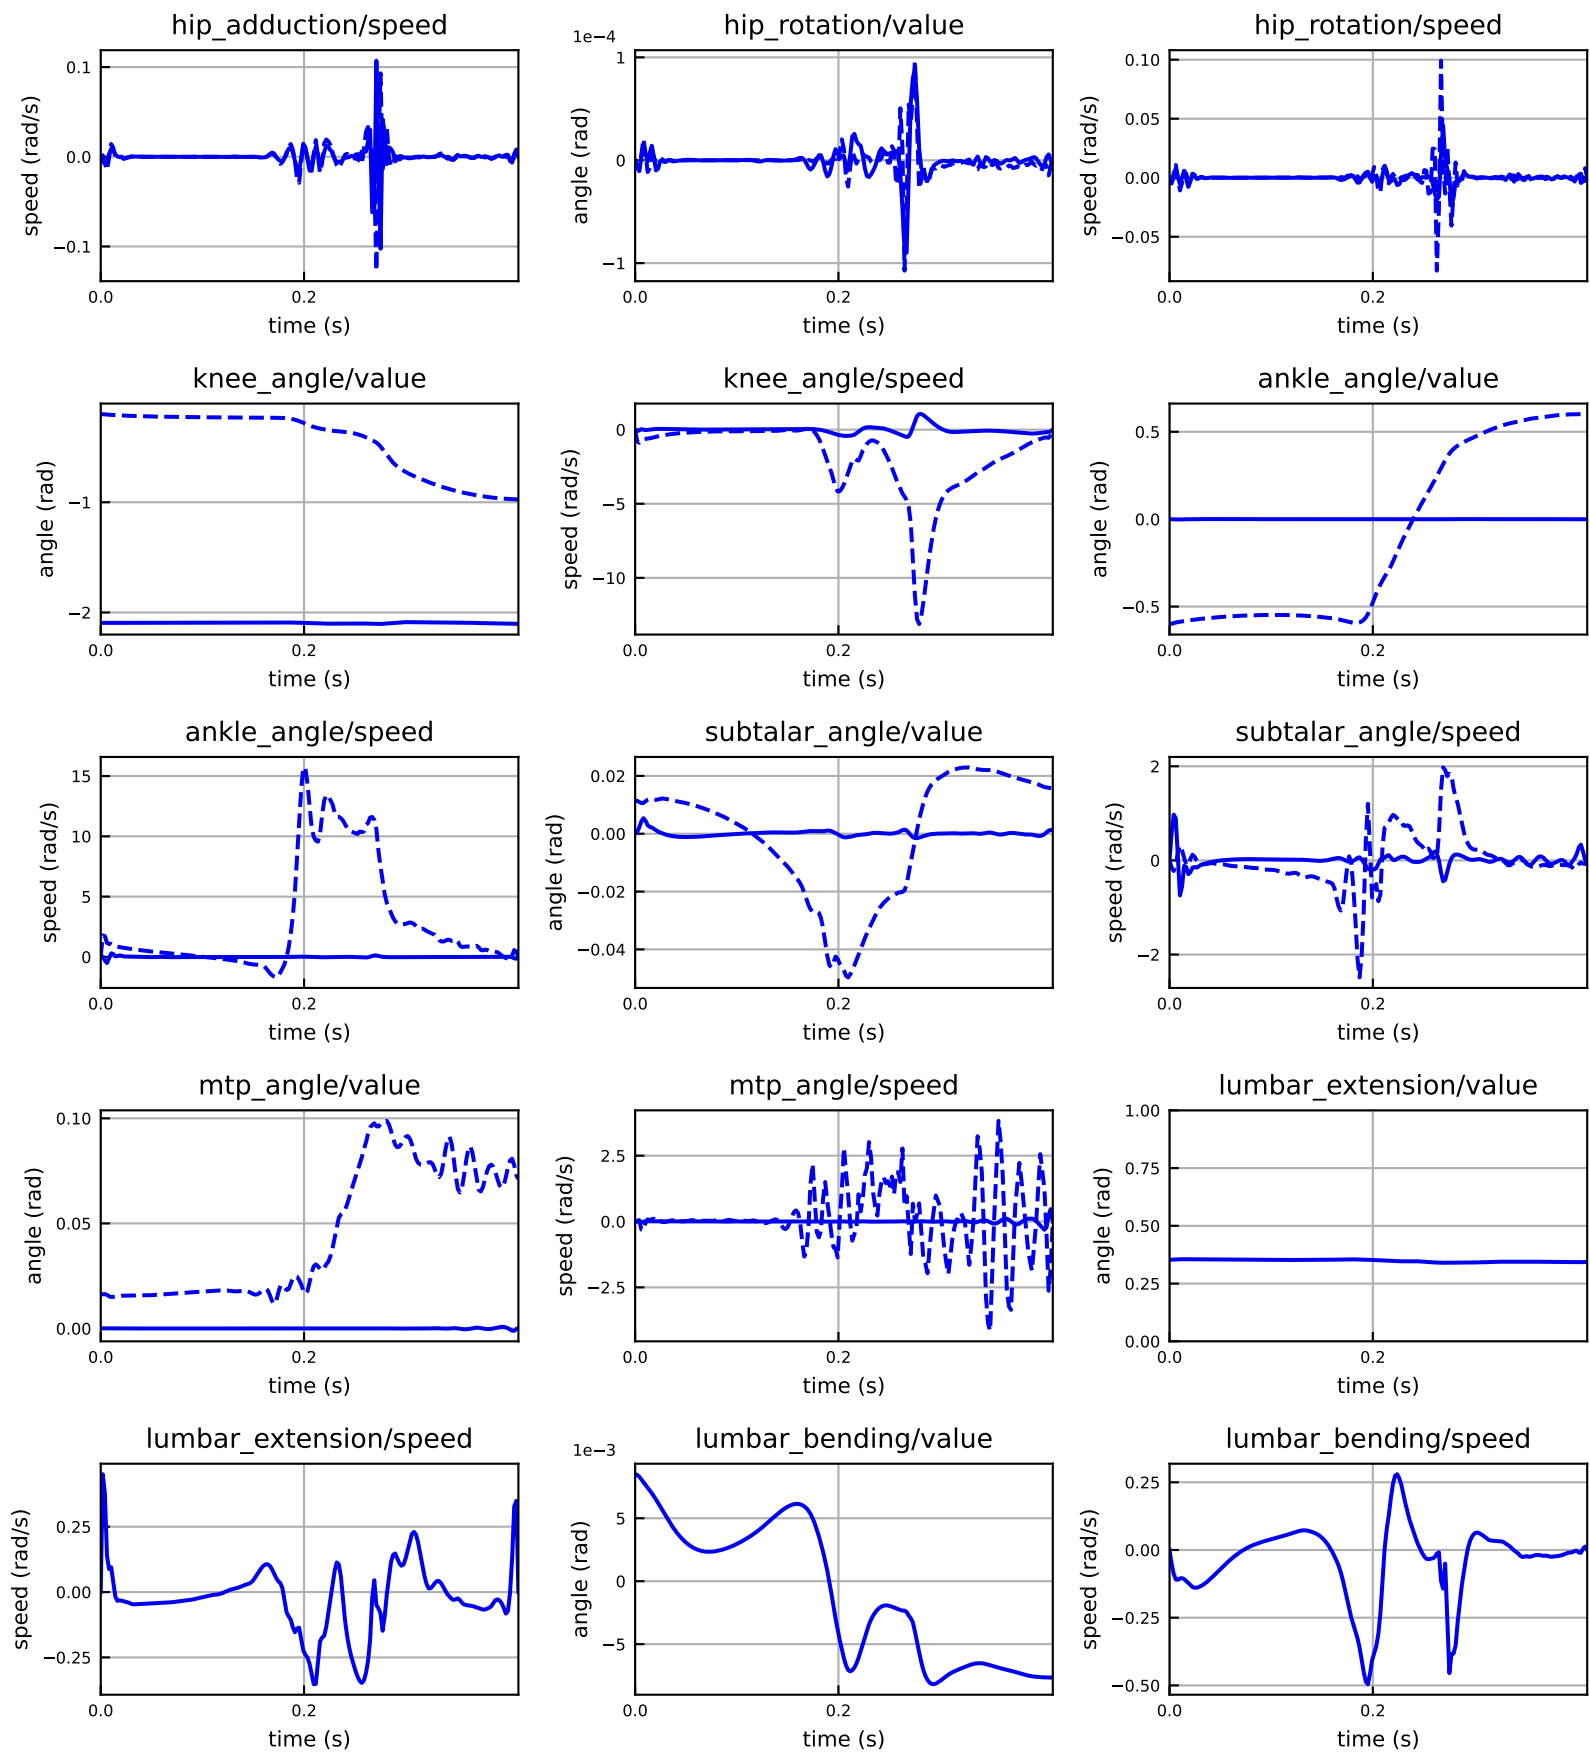 hip_adduction/speed
speed (rad/s)
0.1
0.0
−0.1
0.0
0.2
time (s)
hip_rotation/value
1e−4
angle (rad)
1
0
−1
0.0
0.2
time (s)
hip_rotation/speed
speed (rad/s)
0.10
0.05
0.00
−0.05
0.0
0.2
time (s)
knee_angle/value
angle (rad)
−1
−2
0.0
0.2
time (s)
knee_angle/speed
speed (rad/s)
0
−5
−10
0.0
0.2
time (s)
ankle_angle/value
angle (rad)
0.5
0.0
−0.5
0.0
0.2
time (s)
ankle_angle/speed
speed (rad/s)
15
10
5
0
0.0
0.2
time (s)
subtalar_angle/value
angle (rad)
0.02
0.00
−0.02
−0.04
0.0
0.2
time (s)
subtalar_angle/speed
speed (rad/s)
2
0
−2
0.0
0.2
time (s)
mtp_angle/value
angle (rad)
0.10
0.05
0.00
0.0
0.2
time (s)
mtp_angle/speed
speed (rad/s)
2.5
0.0
−2.5
0.0
0.2
time (s)
lumbar_extension/value
angle (rad)
1.00
0.75
0.50
0.25
0.00
0.0
0.2
time (s)
lumbar_extension/speed
speed (rad/s)
0.25
0.00
−0.25
0.0
0.2
time (s)
lumbar_bending/value
1e−3
angle (rad)
5
0
−5
0.0
0.2
time (s)
lumbar_bending/speed
speed (rad/s)
0.25
0.00
−0.25
−0.50
0.0
0.2
time (s)